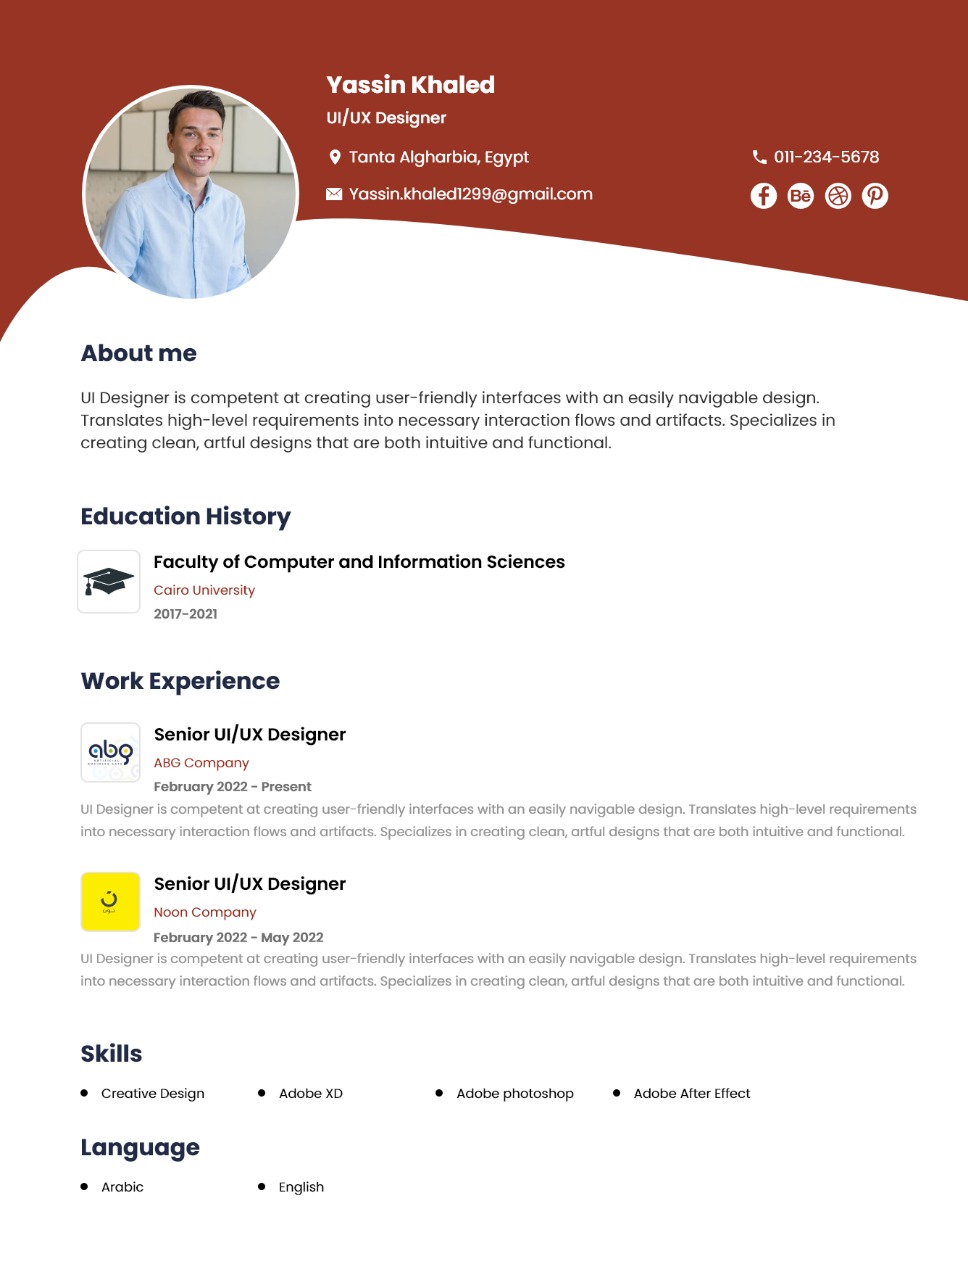 Yassin Khaled
UI/UX Designer
Tanta Algharbia, Egypt
011-234-5678
Yassin.khaled1299@gmail.com
Bē
About me
UI Designer is competent at creating user-friendly interfaces with an easily navigable design.
Translates high-level requirements into necessary interaction flows and artifacts. Specializes in
creating clean, artful designs that are both intuitive and functional.
Education History
Faculty of Computer and Information Sciences
Cairo University
2017-2021
Work Experience
abg
Senior UI/UX Designer
ABG Company
February 2022 - Present
UI Designer is competent at creating user-friendly interfaces with an easily navigable design. Translates high-level requirements
into necessary interaction flows and artifacts. Specializes in creating clean, artful designs that are both intuitive and functional.
ن
نون
Senior UI/UX Designer
Noon Company
February 2022 - May 2022
UI Designer is competent at creating user-friendly interfaces with an easily navigable design. Translates high-level requirements
into necessary interaction flows and artifacts. Specializes in creating clean, artful designs that are both intuitive and functional.
Skills
Creative Design
Adobe XD
Adobe photoshop
Adobe After Effect
Language
Arabic
English